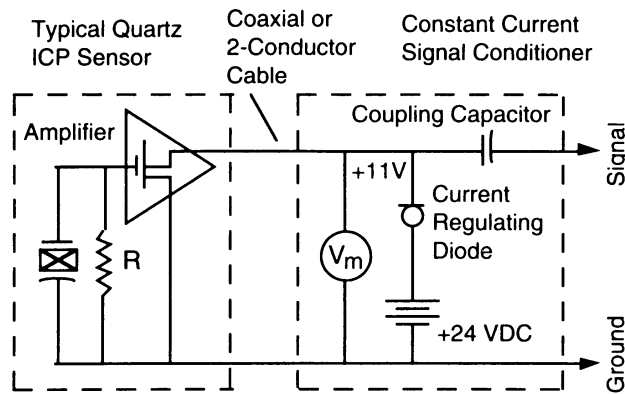 Typical Quartz
ICP Sensor
Coaxial or
2-Conductor
Cable
Constant Current
Signal Conditioner
Amplifier
R
Coupling Capacitor
+11V
Current
Regulating
Diode
Vm
+24 VDC
Signal
Ground